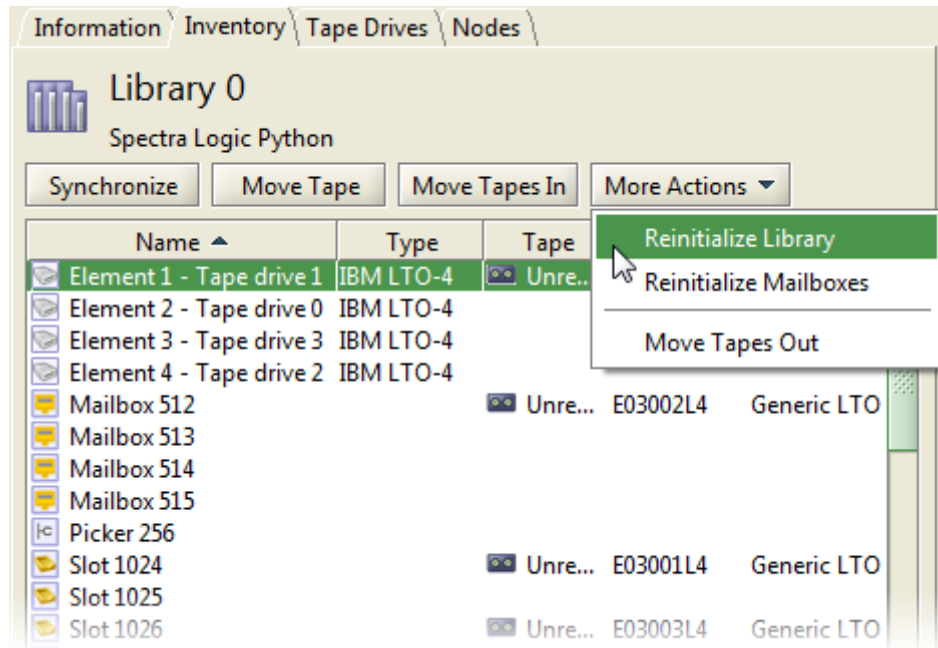 Information Inventory Tape Drives Nodes
Library 0
Spectra Logic Python
Synchronize Move Tape Move Tapes In More Actions
Reinitialize Library
Reinitialize Mailboxes
Move Tapes Out
Name Type Tape
Element 1 - Tape drive 1 IBM LTO-4 Unre..
Element 2 - Tape drive 0 IBM LTO-4
Element 3 - Tape drive 3 IBM LTO-4
Element 4 - Tape drive 2 IBM LTO-4
Mailbox 512 Unre... E03002L4 Generic LTO
Mailbox 513
Mailbox 514
Mailbox 515
Picker 256
Slot 1024 Unre... E03001L4 Generic LTO
Slot 1025
Slot 1026 Unre... E03003L4 Generic LTO